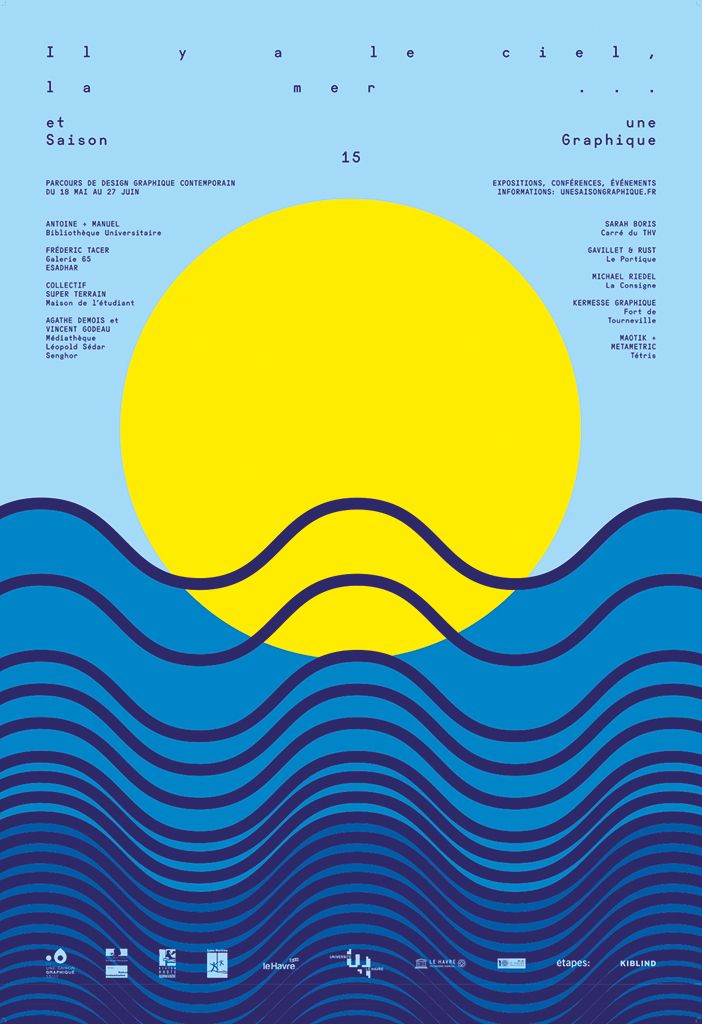 Il y a le ciel,
la mer ...
et une
Saison Graphique
15
PARCOURS DE DESIGN GRAPHIQUE CONTEMPORAIN
DU 18 MAI AU 27 JUIN
EXPOSITIONS, CONFÉRENCES, ÉVÉNEMENTS
INFORMATIONS: UNESAISONGRAPHIQUE.FR
ANTOINE + MANUEL
Bibliothèque Universitaire
FRÉDERIC TACER
Galerie 65
ESADHAR
COLLECTIF
SUPER TERRAIN
Maison de l'étudiant
AGATHE DEMOIS et
VINCENT GODEAU
Médiathèque
Léopold Sédar
Senghor
SARAH BORIS
Carré du THV
GAVILLET & RUST
Le Portique
MICHAEL RIEDEL
La Consigne
KERMESSE GRAPHIQUE
Fort de
Tourneville
MAOTIK +
METAMETRIC
Tétris
UNE SAISON
GRAPHIQUE
leHavre
UNIVERSITÉ
LE HAVRE
LE HAVRE
étapes:
KIBLIND